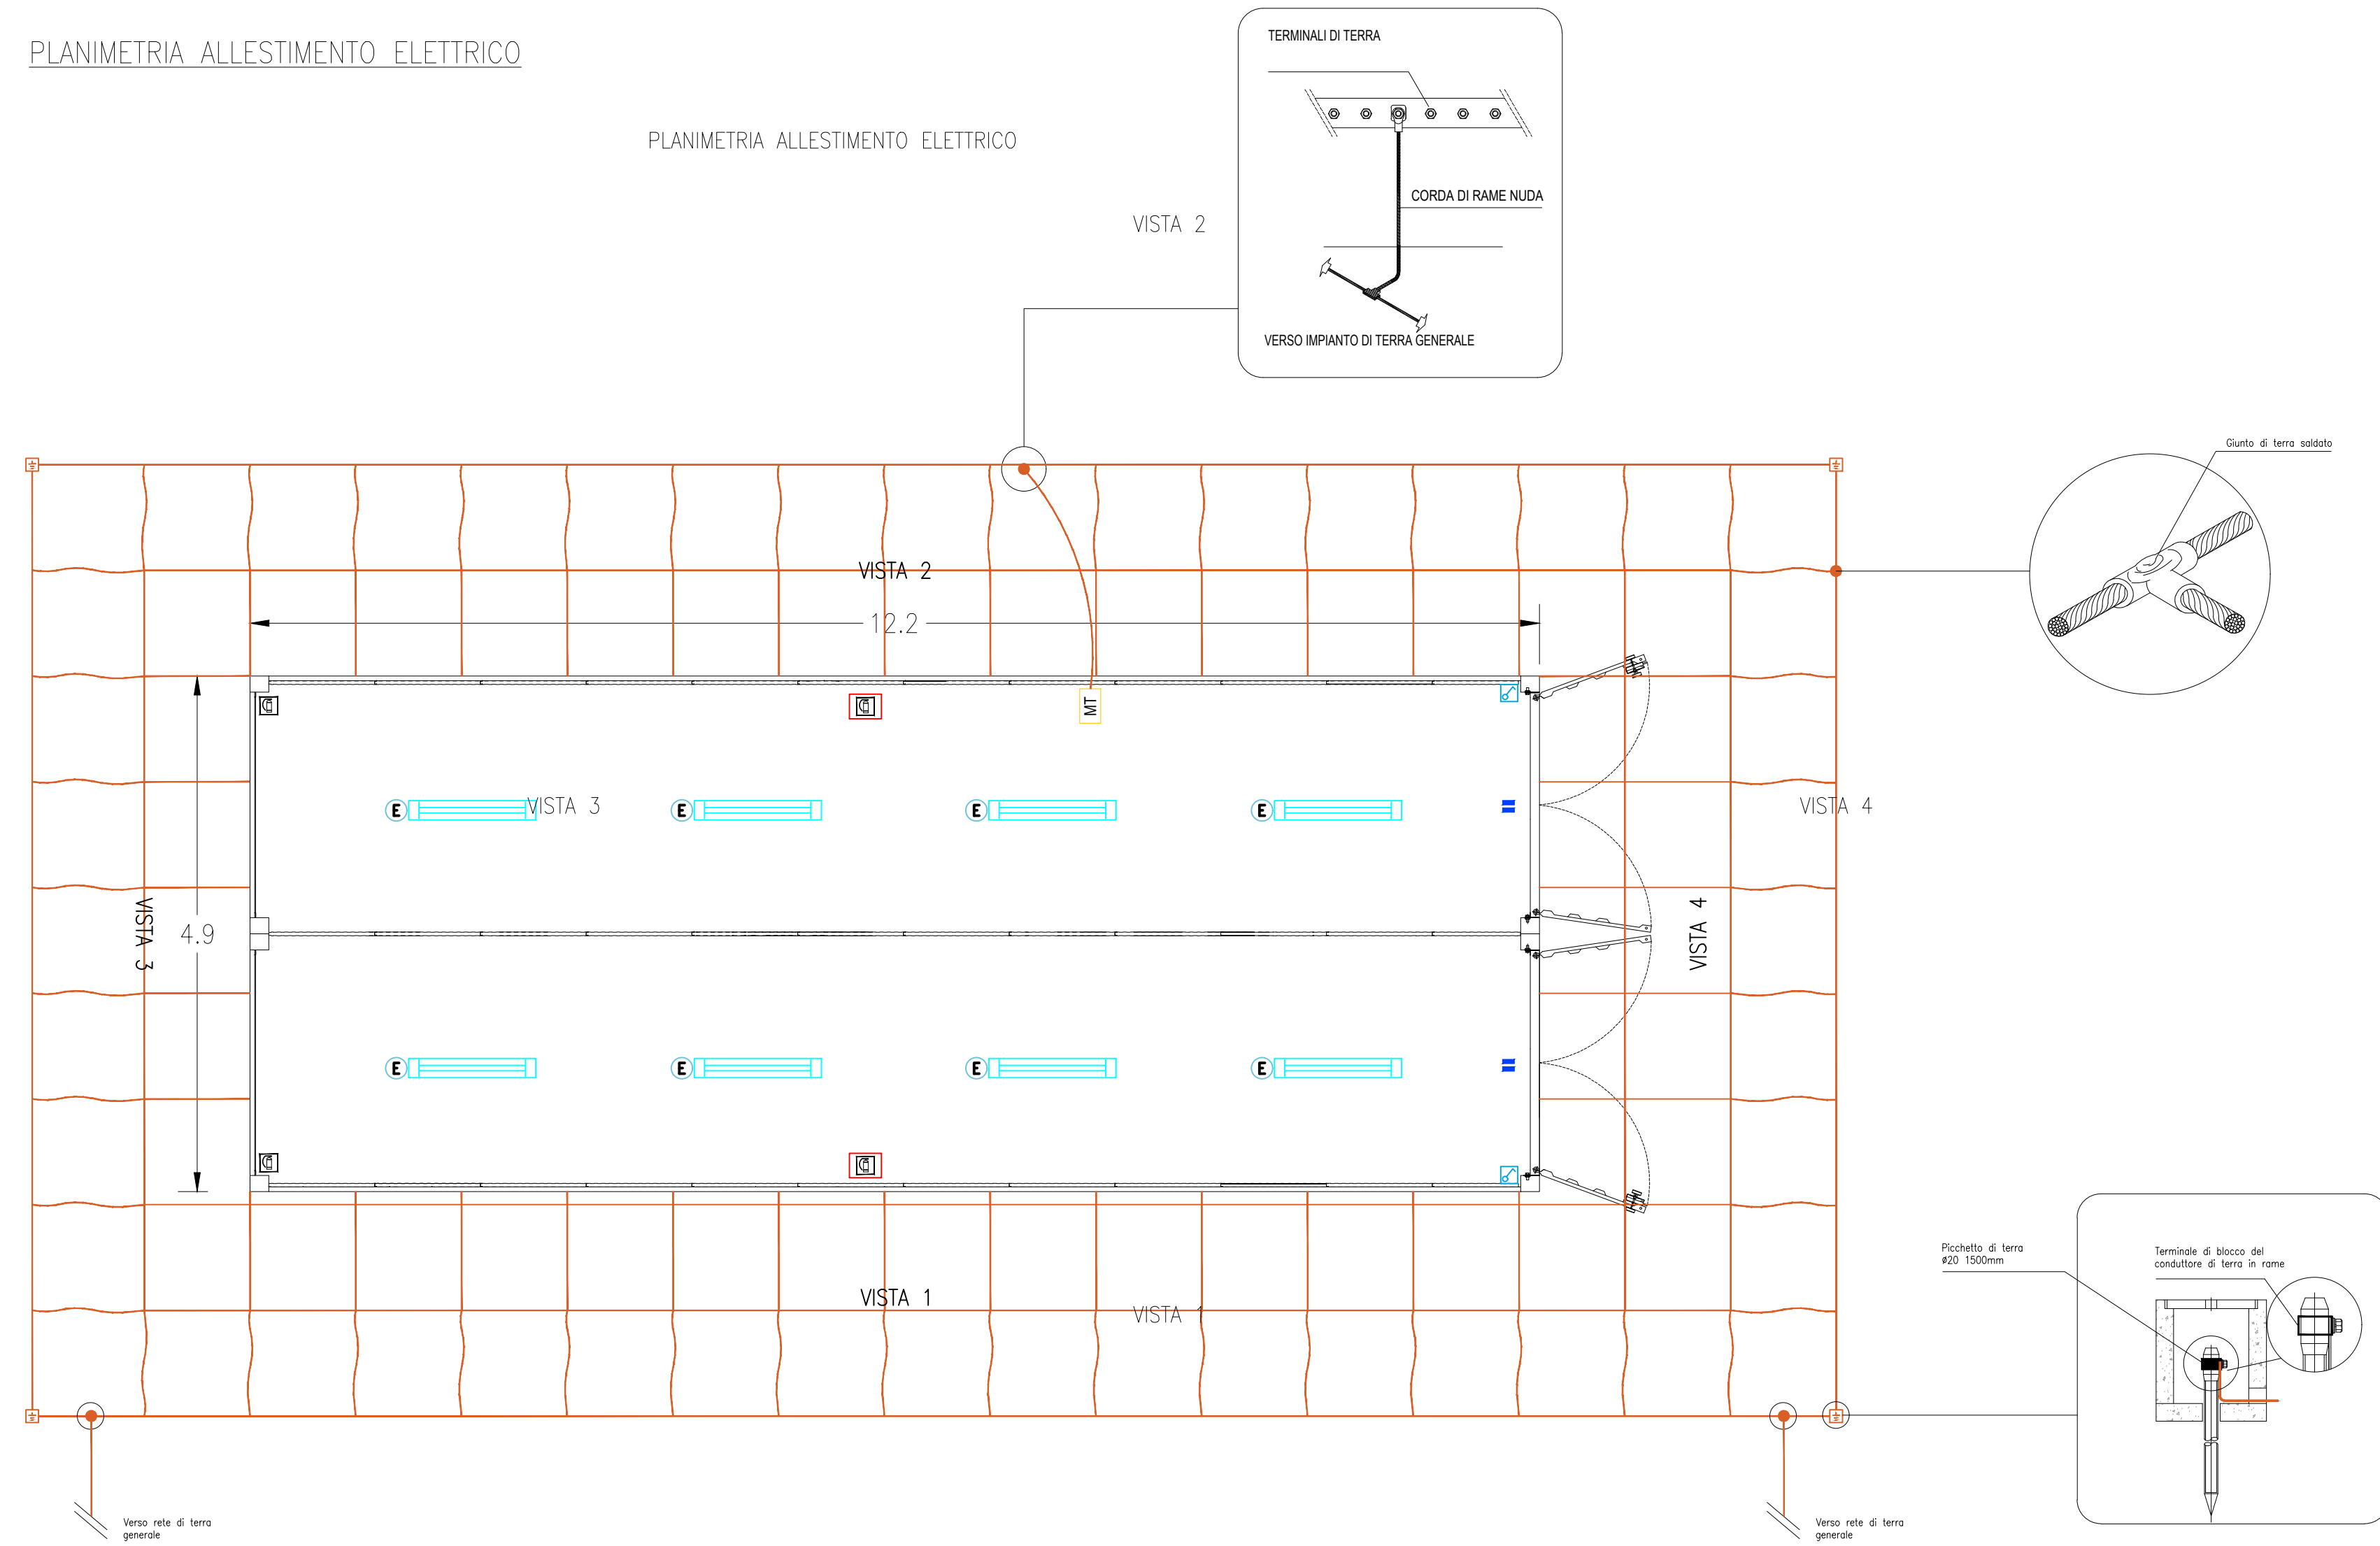 PLANIMETRIA ALLESTIMENTO ELETTRICO
TERMINALI DI TERRA
PLANIMETRIA ALLESTIMENTO ELETTRICO
CORDA DI RAME NUDA
VISTA 2
VERSO IMPIANTO DI TERRA GENERALE
Giunto di terra saldato
VISTA 2
12.2
MT
E
VISTA 3
E
E
E
VISTA 4
VISTA 3
4.9
VISTA 4
E
E
E
E
Picchetto di terra
ø20 1500mm
Terminale di blocco del
conduttore di terra in rame
VISTA 1
VISTA 1
Verso rete di terra
generale
Verso rete di terra
generale